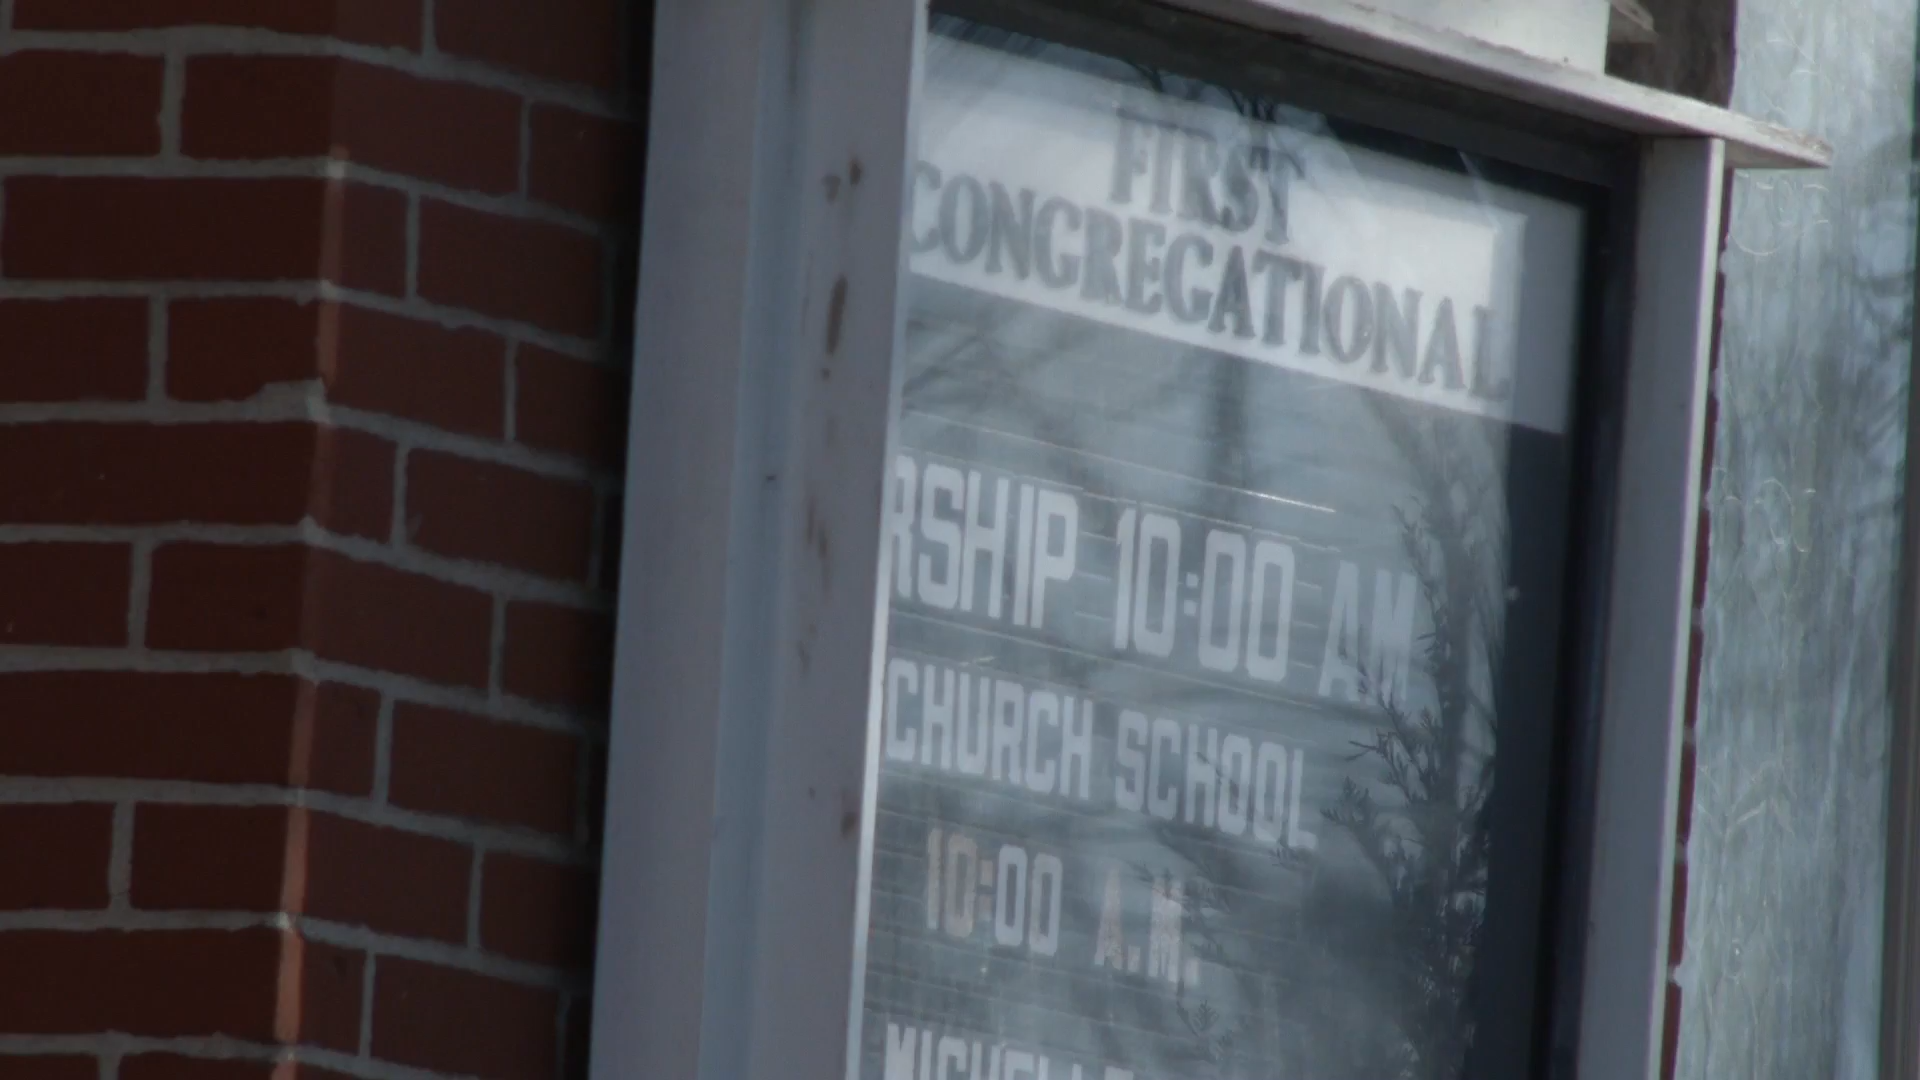 FIRST
CONGREGATIONAL
RSHIP 10:00 AM
CHURCH SCHOOL
10:00 A.M.